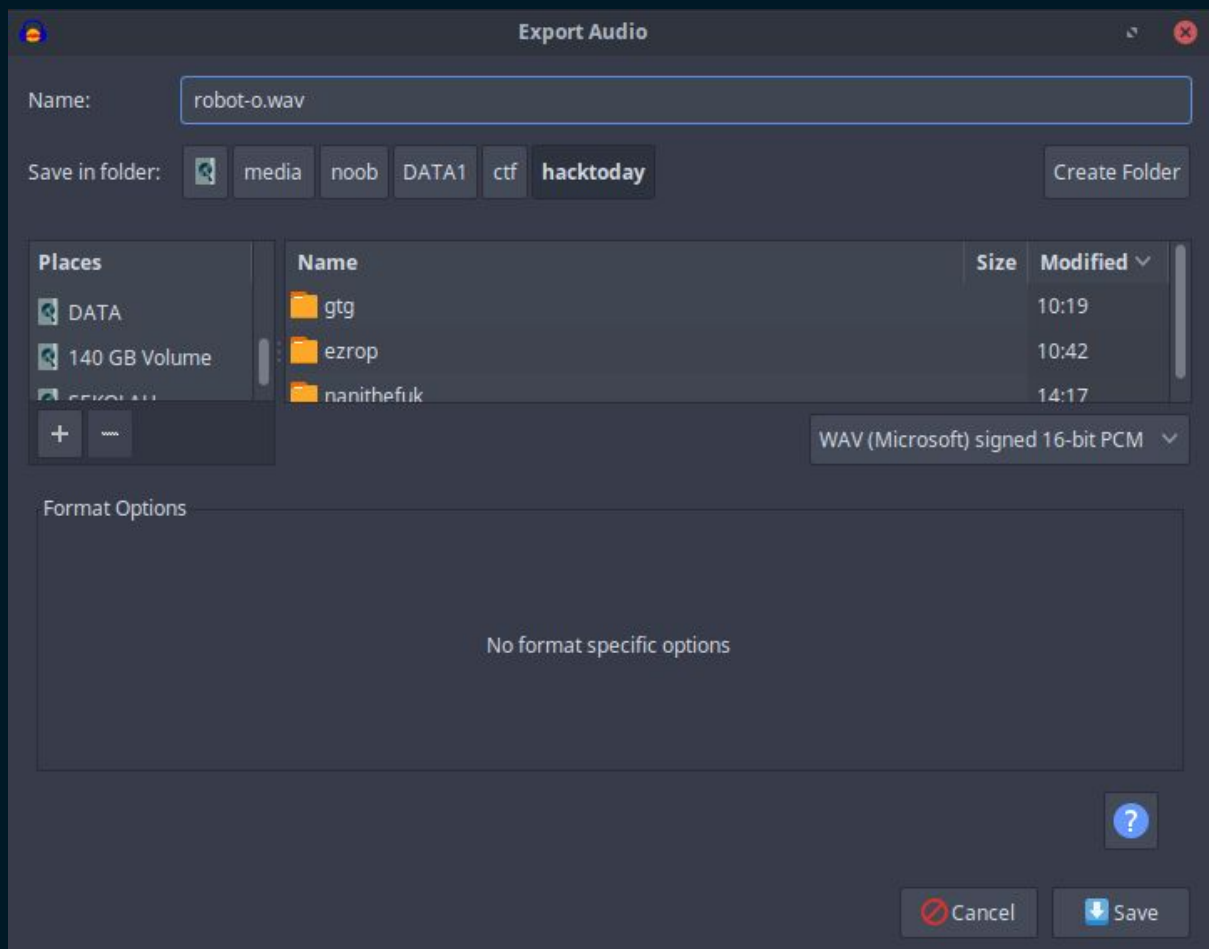 Export Audio
Name: robot-o.wav
Save in folder: media noob DATA1 ctf hacktoday Create Folder
Places Name Size Modified
DATA gtg 10:19
140 GB Volume ezrop 10:42
SEKOLAH nanithefuk 14:17
WAV (Microsoft) signed 16-bit PCM
Format Options
No format specific options
?
Cancel Save